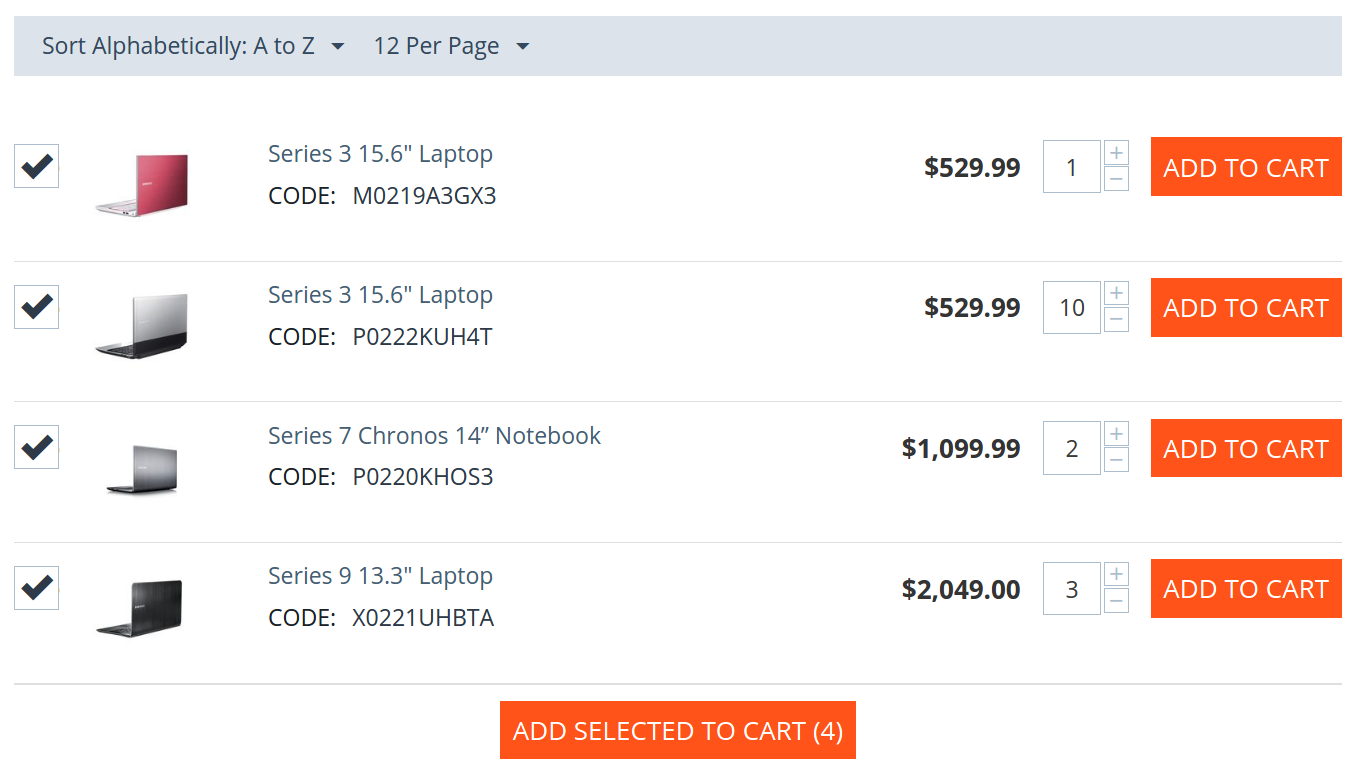 Sort Alphabetically: A to Z 12 Per Page
Series 3 15.6" Laptop
CODE: M0219A3GX3
$529.99 1 + − ADD TO CART
Series 3 15.6" Laptop
CODE: P0222KUH4T
$529.99 10 + − ADD TO CART
Series 7 Chronos 14” Notebook
CODE: P0220KHOS3
$1,099.99 2 + − ADD TO CART
Series 9 13.3" Laptop
CODE: X0221UHBTA
$2,049.00 3 + − ADD TO CART
ADD SELECTED TO CART (4)